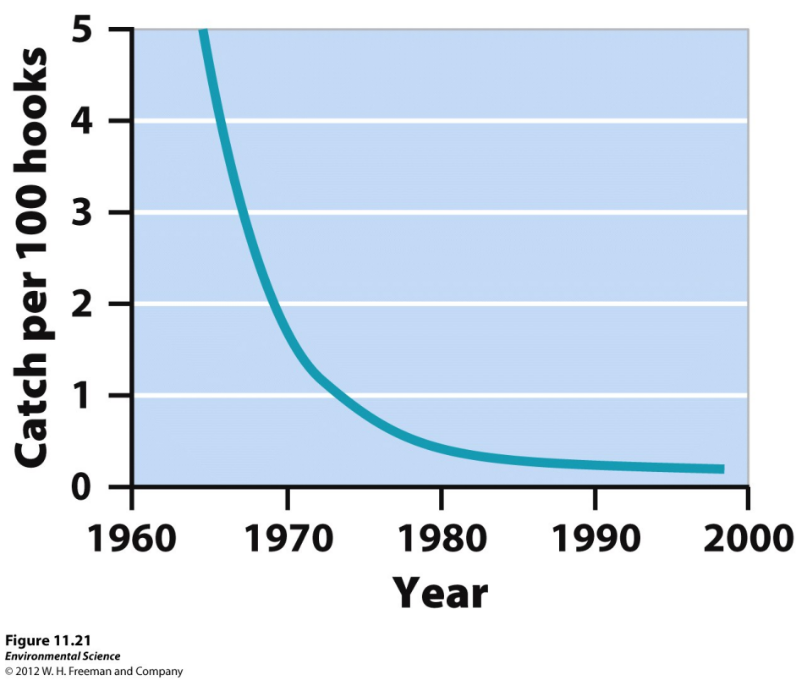 Catch per 100 hooks
5
4
3
2
1
0
1960 1970 1980 1990 2000
Year
Figure 11.21
Environmental Science
© 2012 W. H. Freeman and Company